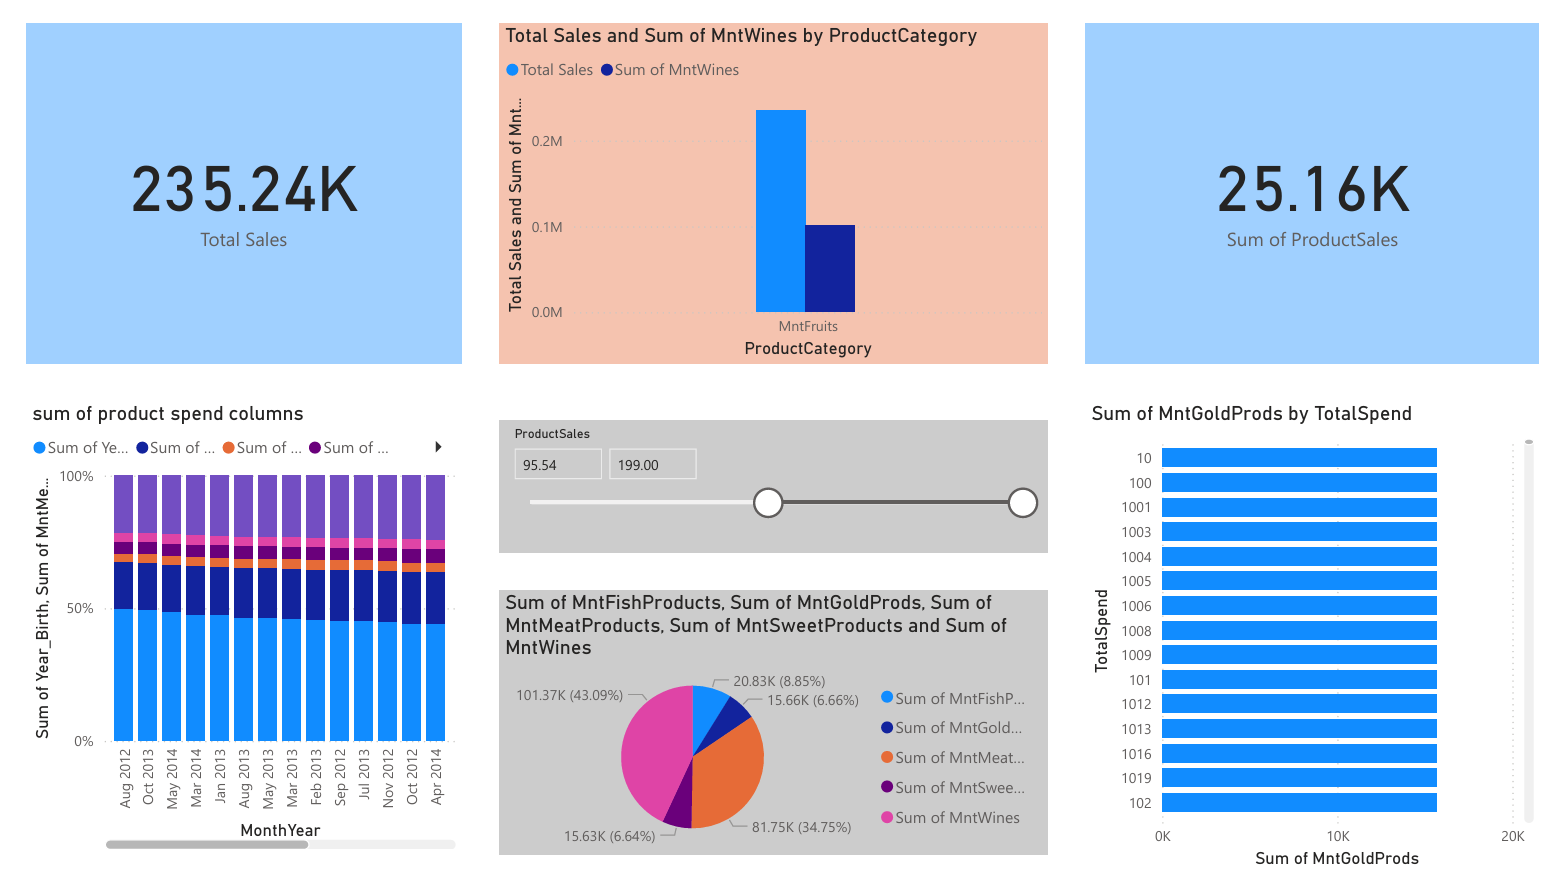 235.24K
Total Sales
Total Sales and Sum of MntWines by ProductCategory
Total Sales Sum of MntWines
Total Sales and Sum of Mnt...
0.2M
0.1M
0.0M
MntFruits
ProductCategory
25.16K
Sum of ProductSales
sum of product spend columns
Sum of Ye... Sum of ... Sum of ... Sum of ...
Sum of Year_Birth, Sum of MntMe...
100%
50%
0%
Aug 2012
Oct 2013
May 2014
Mar 2014
Jan 2013
Aug 2013
May 2013
Mar 2013
Feb 2013
Sep 2012
Jul 2013
Nov 2012
Oct 2012
Apr 2014
MonthYear
ProductSales
95.54 199.00
Sum of MntFishProducts, Sum of MntGoldProds, Sum of
MntMeatProducts, Sum of MntSweetProducts and Sum of
MntWines
20.83K (8.85%)
15.66K (6.66%)
81.75K (34.75%)
15.63K (6.64%)
101.37K (43.09%)
Sum of MntFishP...
Sum of MntGold...
Sum of MntMeat...
Sum of MntSwee...
Sum of MntWines
Sum of MntGoldProds by TotalSpend
TotalSpend
10
100
1001
1003
1004
1005
1006
1008
1009
101
1012
1013
1016
1019
102
0K 10K 20K
Sum of MntGoldProds